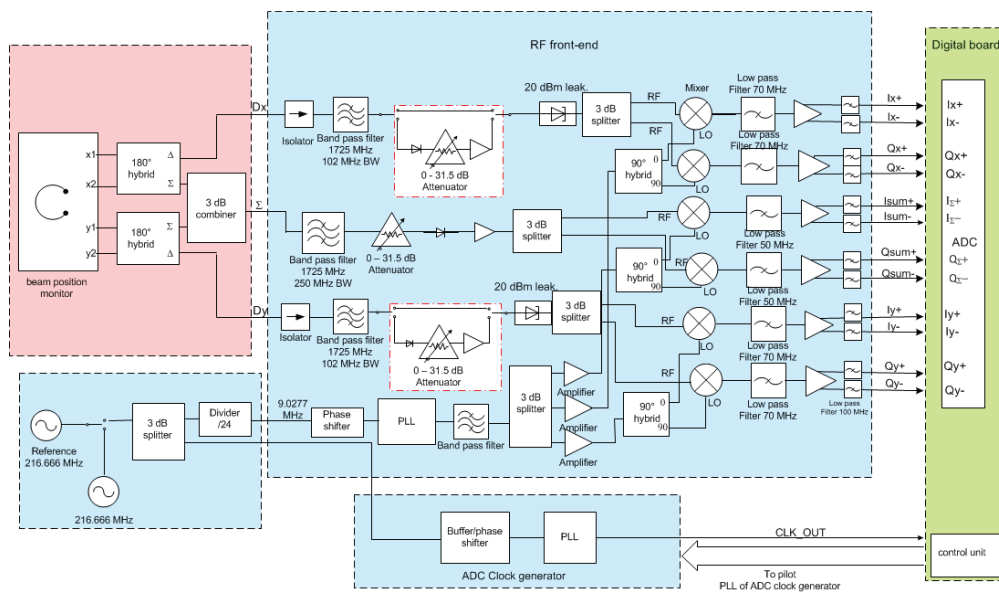 RF front-end
Digital board
beam position
monitor
x1
x2
y1
y2
180°
hybrid
Δ
Σ
180°
hybrid
Σ
Δ
3 dB
combiner
Dx
Σ
Dy
Isolator
Band pass filter
1725 MHz
102 MHz BW
0 - 31.5 dB
Attenuator
20 dBm leak.
3 dB
splitter
RF
RF
Mixer
LO
90°
hybrid
0
90
LO
Low pass
Filter 70 MHz
Low pass
Filter 70 MHz
Ix+
Ix-
Qx+
Qx-
Band pass filter
1725 MHz
250 MHz BW
0 – 31.5 dB
Attenuator
3 dB
splitter
RF
LO
90°
hybrid
0
90
RF
LO
Low pass
Filter 50 MHz
Low pass
Filter 50 MHz
Isum+
Isum-
Qsum+
Qsum-
Isolator
Band pass filter
1725 MHz
102 MHz BW
0 – 31.5 dB
Attenuator
20 dBm leak.
3 dB
splitter
RF
LO
RF
LO
90°
hybrid
0
90
Low pass
Filter 70 MHz
Low pass
Filter 70 MHz
Low pass
Filter 100 MHz
Iy+
Iy-
Qy+
Qy-
Ix+
Ix-
Qx+
Qx-
IΣ+
IΣ−
ADC
QΣ+
QΣ−
Iy+
Iy-
Qy+
Qy-
Reference
216.666 MHz
216.666 MHz
3 dB
splitter
Divider
/24
9.0277
MHz
Phase
shifter
PLL
Band pass filter
3 dB
splitter
Amplifier
Amplifier
Amplifier
Buffer/phase
shifter
PLL
ADC Clock generator
CLK_OUT
To pilot
PLL of ADC clock generator
control unit